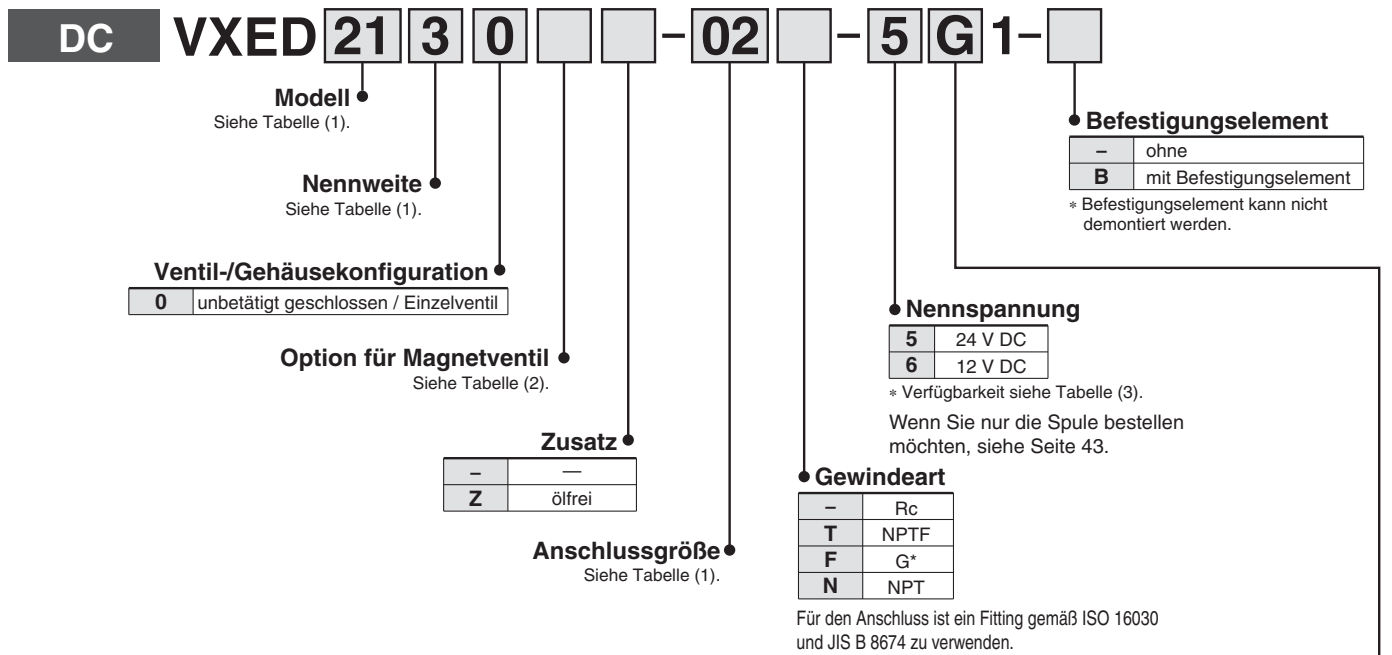 DC VXED 21 3 0 – 02 – 5 G 1–
Modell
Siehe Tabelle (1).
Nennweite
Siehe Tabelle (1).
Ventil-/Gehäusekonfiguration
0 unbetätigt geschlossen / Einzelventil
Option für Magnetventil
Siehe Tabelle (2).
Zusatz
– —
Z ölfrei
Anschlussgröße
Siehe Tabelle (1).
Befestigungselement
– ohne
B mit Befestigungselement
* Befestigungselement kann nicht
demontiert werden.
Nennspannung
5 24 V DC
6 12 V DC
* Verfügbarkeit siehe Tabelle (3).
Wenn Sie nur die Spule bestellen
möchten, siehe Seite 43.
Gewindeart
– Rc
T NPTF
F G*
N NPT
Für den Anschluss ist ein Fitting gemäß ISO 16030
und JIS B 8674 zu verwenden.